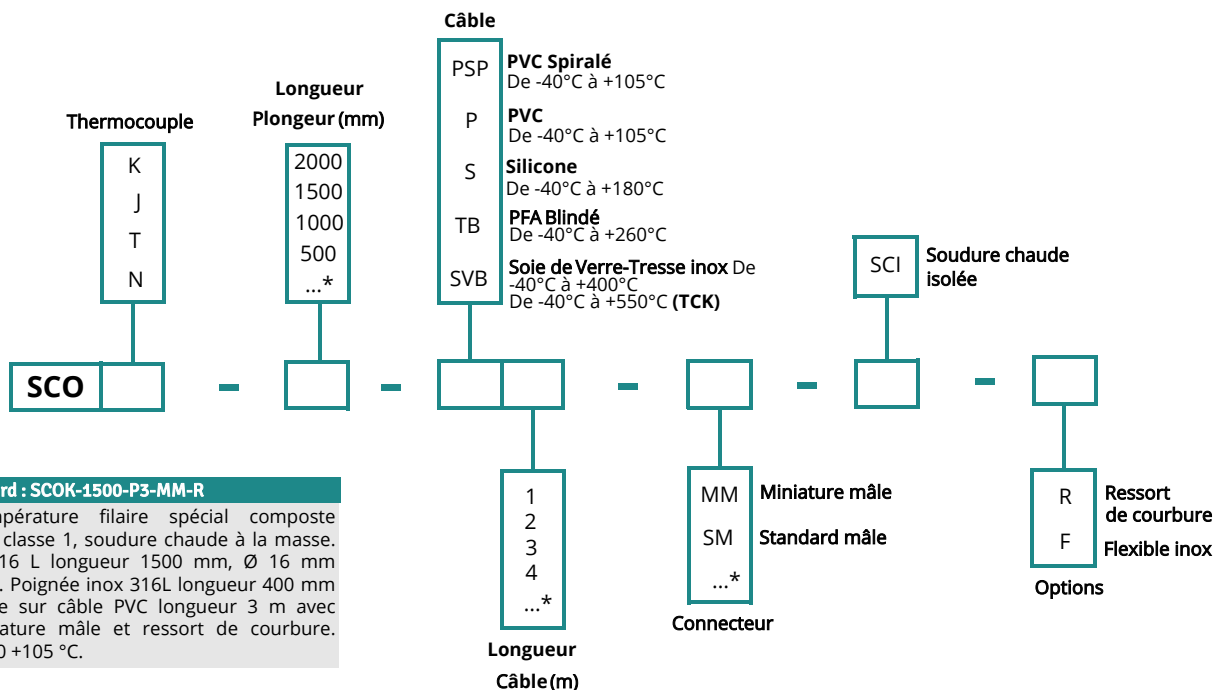 Câble
PSP
PVC Spiralé
De -40°C à +105°C
P
PVC
De -40°C à +105°C
S
Silicone
De -40°C à +180°C
TB
PFA Blindé
De -40°C à +260°C
SVB
Soie de Verre-Tresse inox De
-40°C à +400°C
De -40°C à +550°C (TCK)
Longueur
Plongeur (mm)
2000
1500
1000
500
...*
Thermocouple
K
J
T
N
SCI
Soudure chaude
isolée
SCO
- - - - -
1
2
3
4
...*
Longueur
Câble (m)
MM
Miniature mâle
SM
Standard mâle
...*
Connecteur
R
Ressort
de courbure
F
Flexible inox
Options
rd : SCOK-1500-P3-MM-R
pérature filaire spécial composte
classe 1, soudure chaude à la masse.
16 L longueur 1500 mm, Ø 16 mm
. Poignée inox 316L longueur 400 mm
e sur câble PVC longueur 3 m avec
ature mâle et ressort de courbure.
0 +105 °C.